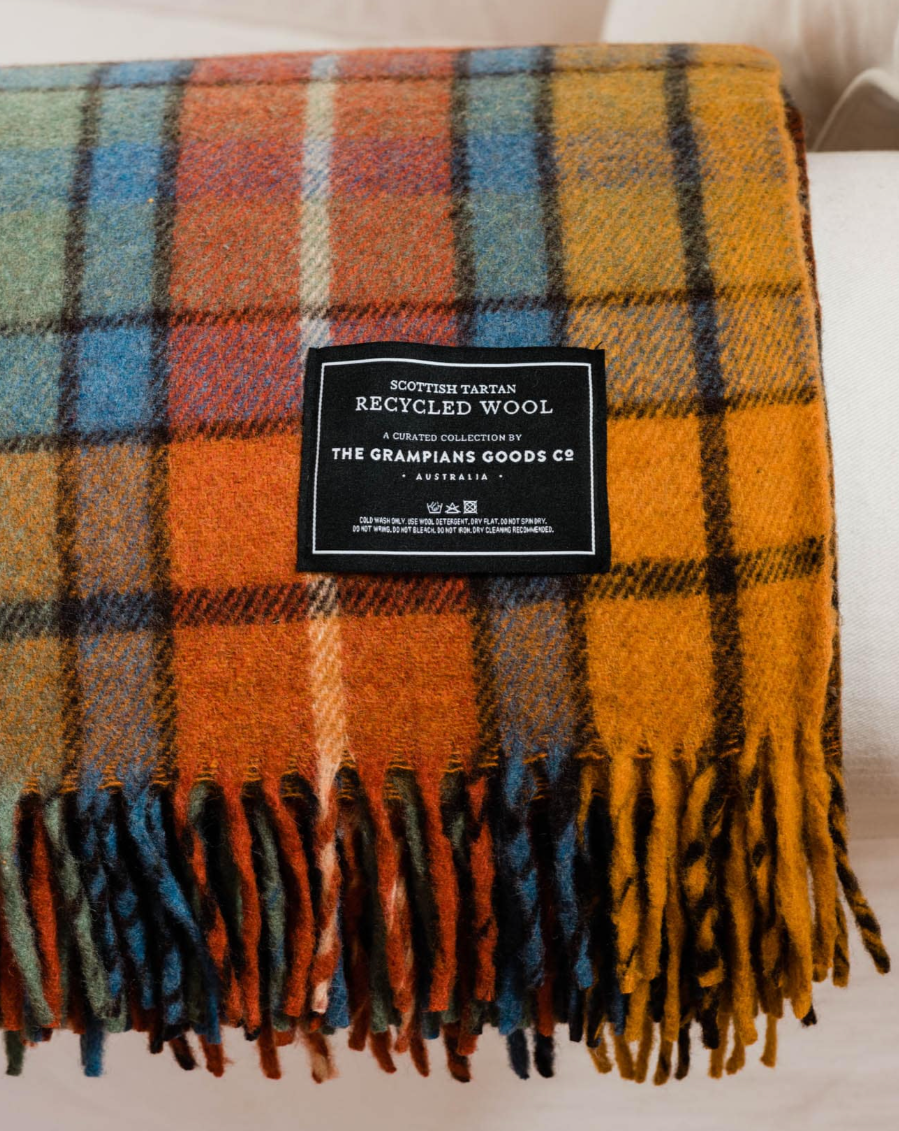 SCOTTISH TARTAN
RECYCLED WOOL
A CURATED COLLECTION BY
THE GRAMPIANS GOODS Cº
· AUSTRALIA ·
COLD WASH ONLY. USE WOOL DETERGENT, DRY FLAT. DO NOT SPIN DRY.
DO NOT WRING. DO NOT BLEACH. DO NOT IRON. DRY CLEANING RECOMMENDED.